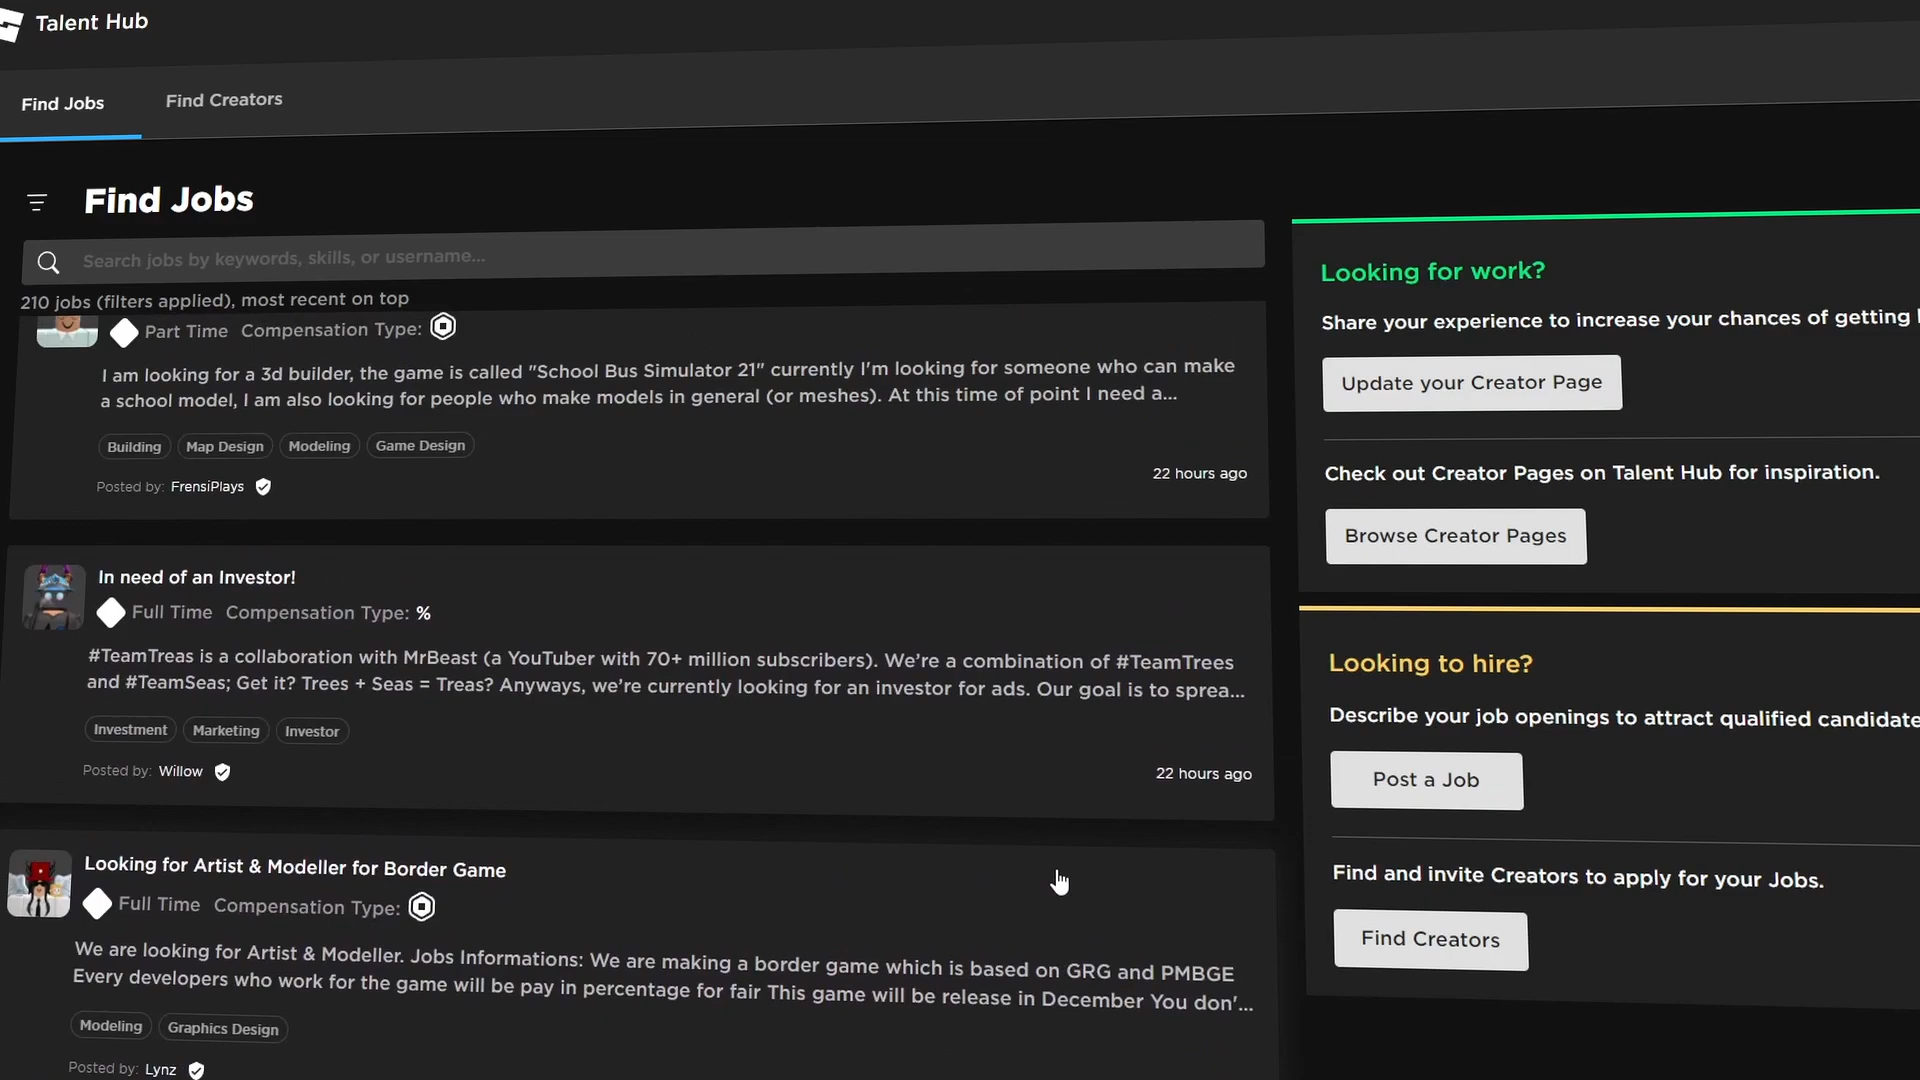 Talent Hub
Find Jobs
Find Creators
Find Jobs
Search jobs by keywords, skills, or username...
210 jobs (filters applied), most recent on top
Part Time Compensation Type:
I am looking for a 3d builder, the game is called "School Bus Simulator 21" currently I'm looking for someone who can make
a school model, I am also looking for people who make models in general (or meshes). At this time of point I need a...
Building Map Design Modeling Game Design
22 hours ago
Posted by: FrensiPlays
In need of an Investor!
Full Time Compensation Type: %
#TeamTreas is a collaboration with MrBeast (a YouTuber with 70+ million subscribers). We're a combination of #TeamTrees
and #TeamSeas; Get it? Trees + Seas = Treas? Anyways, we're currently looking for an investor for ads. Our goal is to sprea...
Investment Marketing Investor
Posted by: Willow
22 hours ago
Looking for Artist & Modeller for Border Game
Full Time Compensation Type:
We are looking for Artist & Modeller. Jobs Informations: We are making a border game which is based on GRG and PMBGE
Every developers who work for the game will be pay in percentage for fair This game will be release in December You don'...
Modeling Graphics Design
Posted by: Lynz
Looking for work?
Share your experience to increase your chances of getting
Update your Creator Page
Check out Creator Pages on Talent Hub for inspiration.
Browse Creator Pages
Looking to hire?
Describe your job openings to attract qualified candidate
Post a Job
Find and invite Creators to apply for your Jobs.
Find Creators